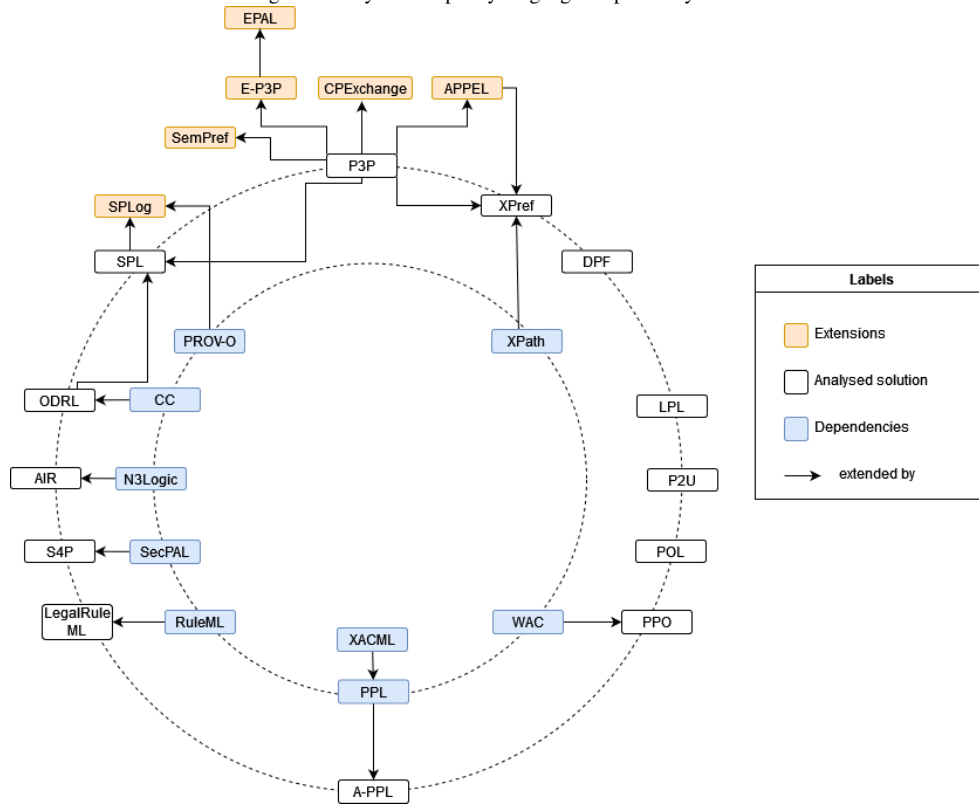 EPAL
E-P3P
CPExchange
APPEL
SemPref
P3P
SPLog
XPref
SPL
DPF
Labels
PROV-O
XPath
Extensions
ODRL
CC
LPL
Analysed solution
Dependencies
AIR
N3Logic
P2U
extended by
S4P
SecPAL
POL
LegalRule
ML
RuleML
XACML
WAC
PPO
PPL
A-PPL